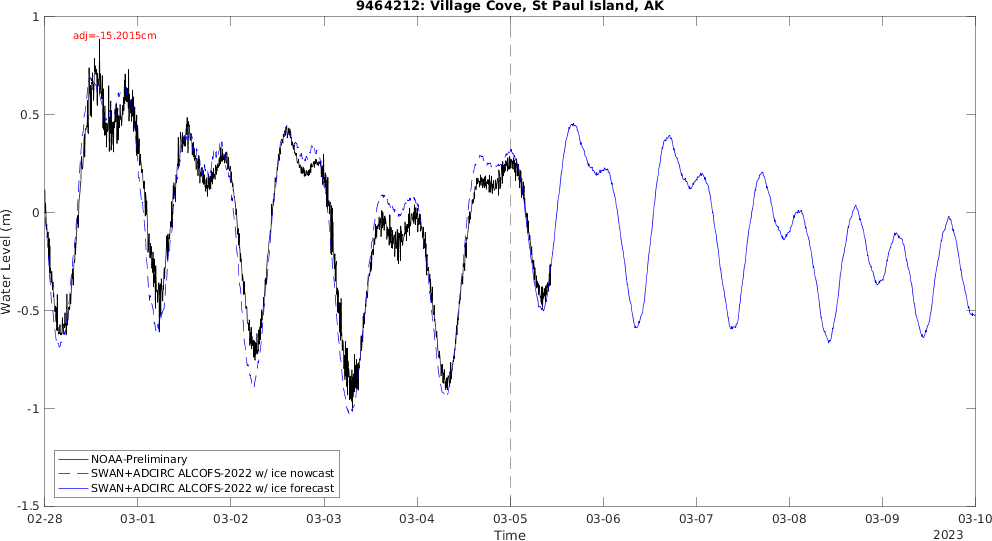 9464212: Village Cove, St Paul Island, AK
adj=-15.2015cm
Water Level (m)
1
0.5
0
-0.5
-1
-1.5
NOAA-Preliminary
SWAN+ADCIRC ALCOFS-2022 w/ ice nowcast
SWAN+ADCIRC ALCOFS-2022 w/ ice forecast
02-28 03-01 03-02 03-03 03-04 03-05 03-06 03-07 03-08 03-09 03-10
Time
2023